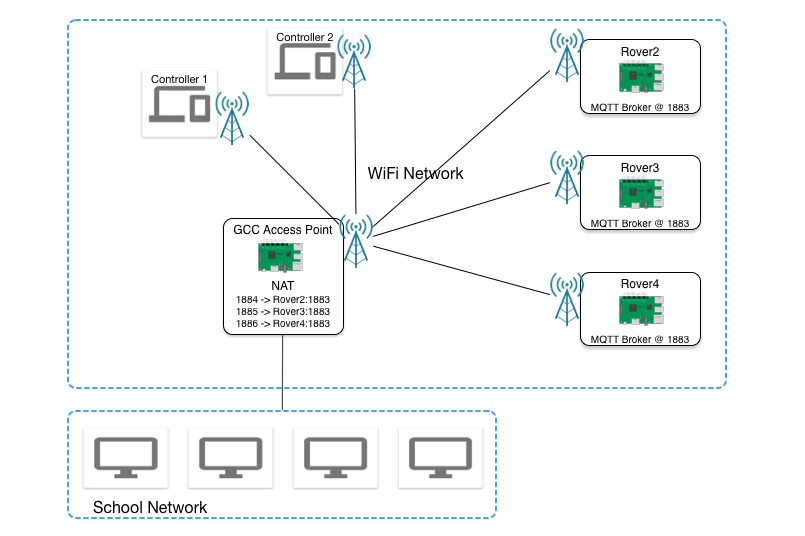 Controller 2
Controller 1
Rover2
MQTT Broker @ 1883
WiFi Network
Rover3
MQTT Broker @ 1883
GCC Access Point
NAT
1884 -> Rover2:1883
1885 -> Rover3:1883
1886 -> Rover4:1883
Rover4
MQTT Broker @ 1883
School Network